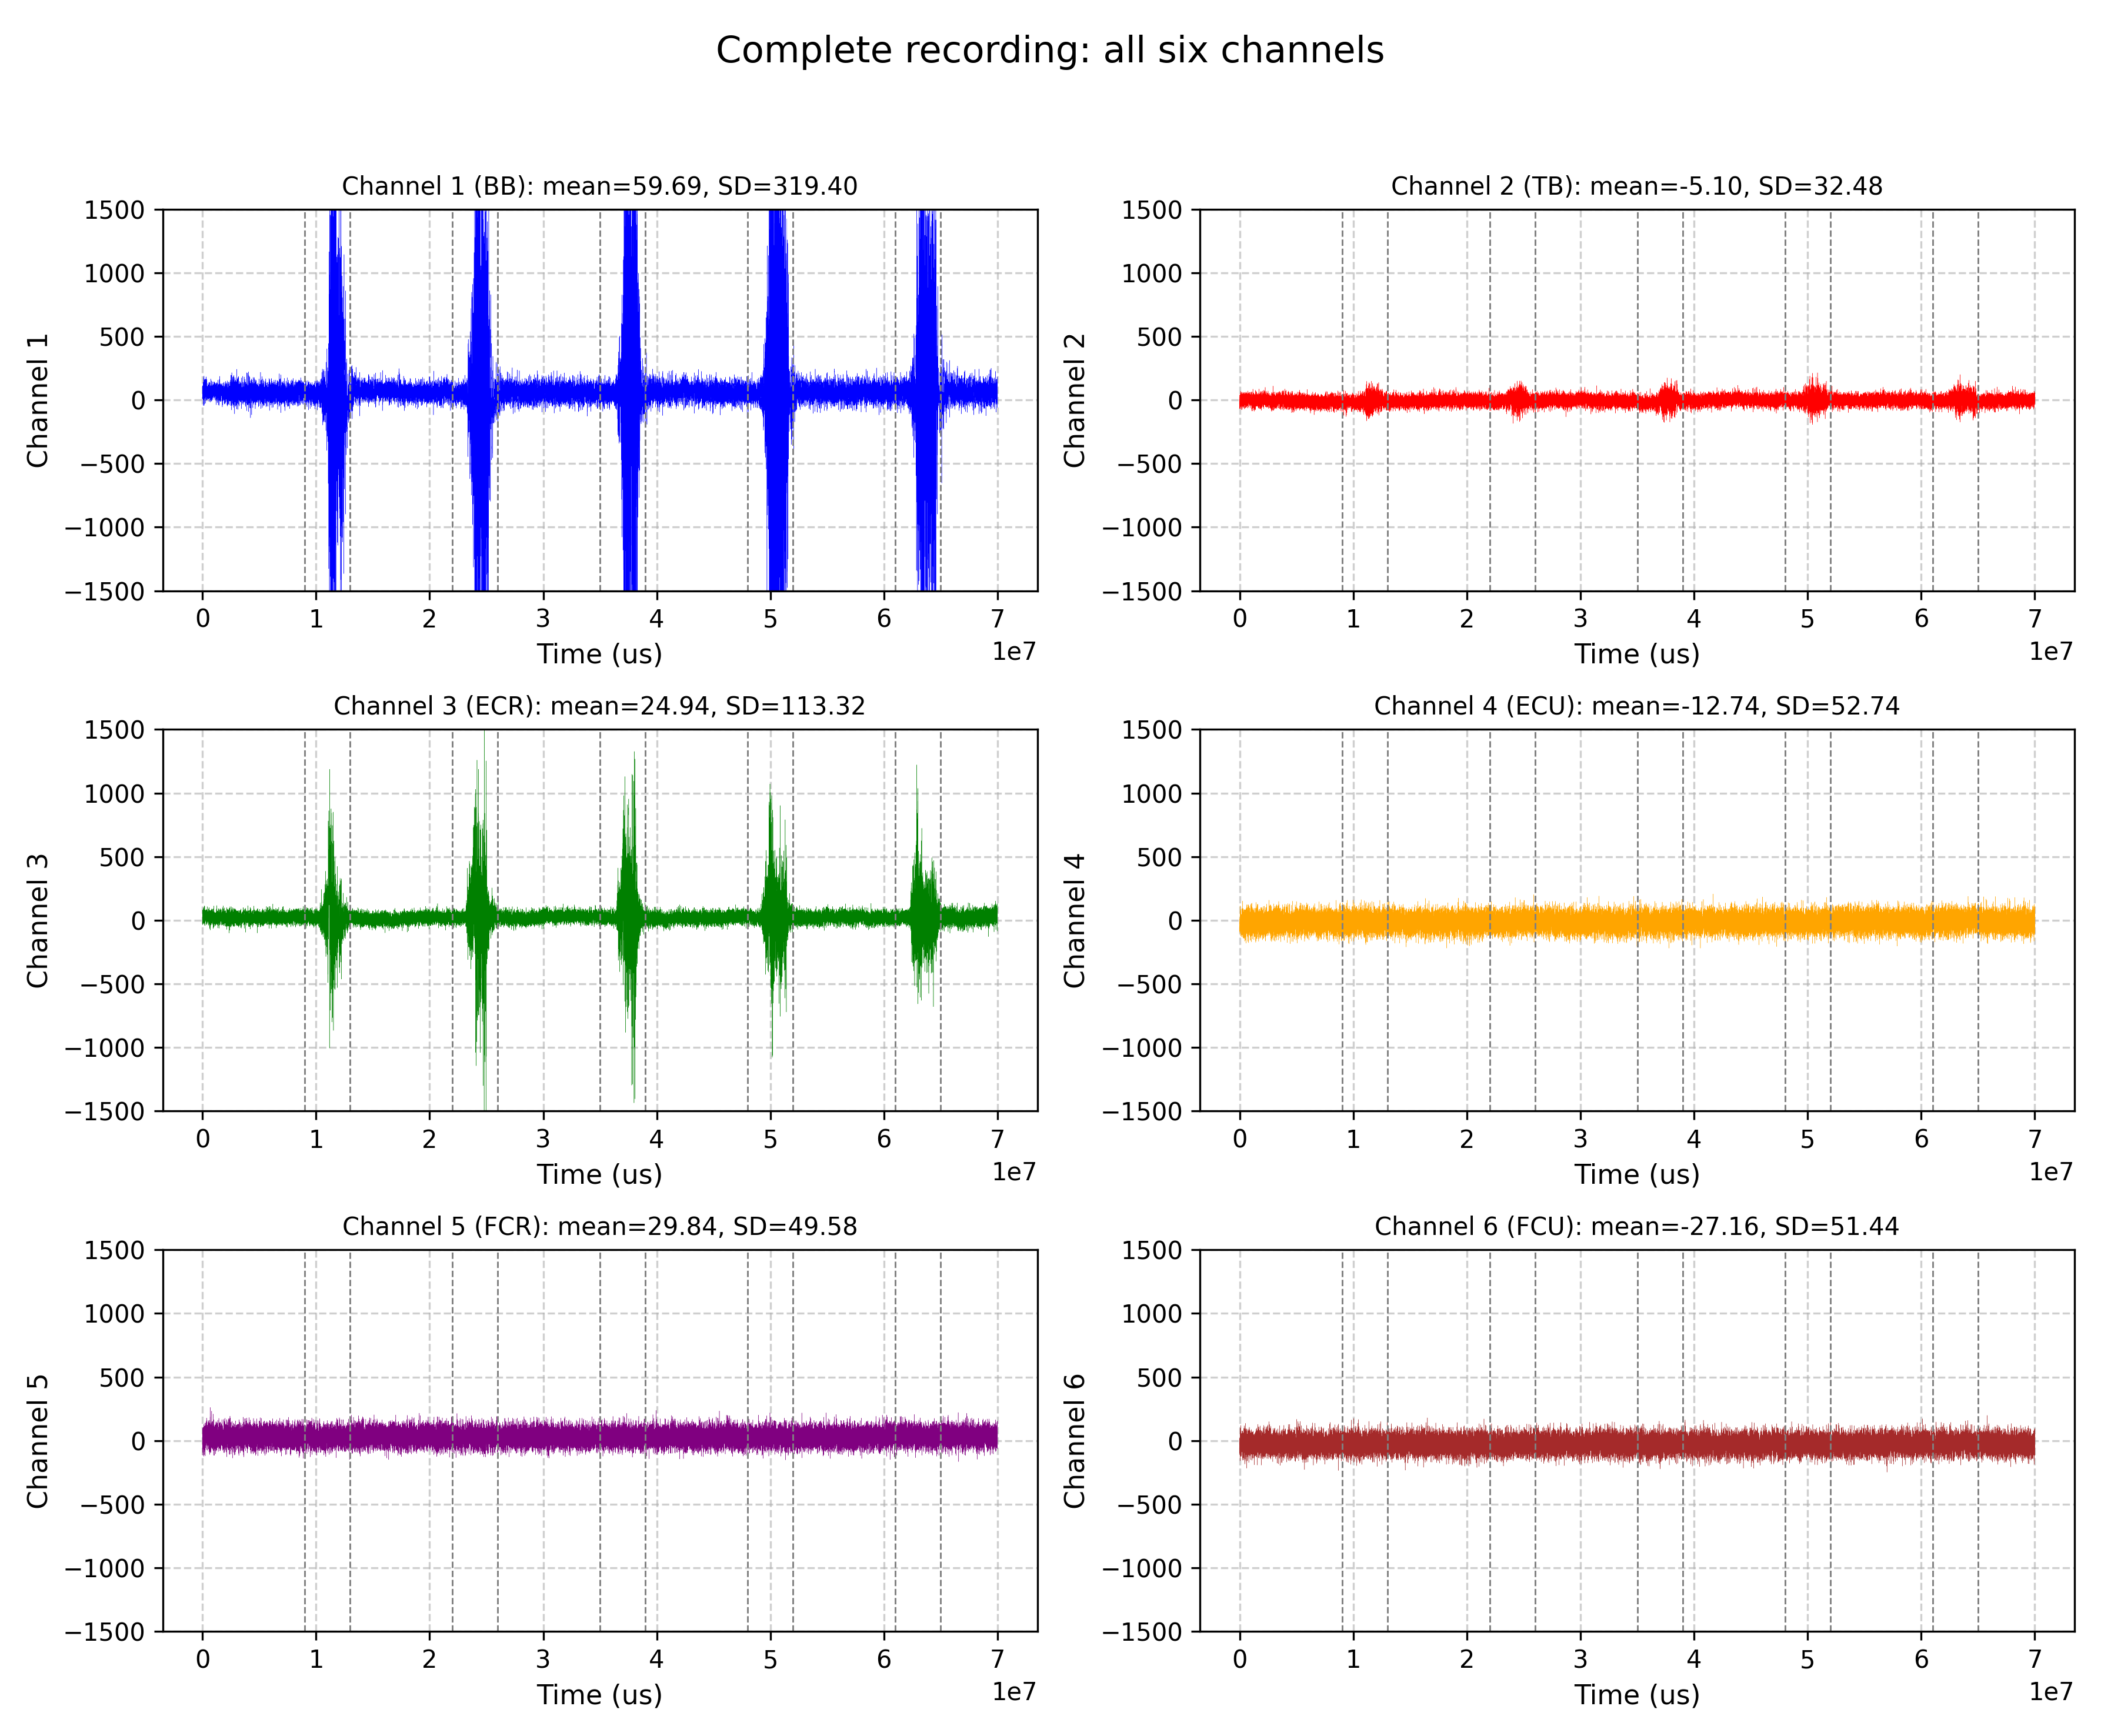 Complete recording: all six channels
Channel 1 (BB): mean=59.69, SD=319.40
Channel 1
1500
1000
500
0
−500
−1000
−1500
0 1 2 3 4 5 6 7
1e7
Time (us)
Channel 2 (TB): mean=-5.10, SD=32.48
Channel 2
1500
1000
500
0
−500
−1000
−1500
0 1 2 3 4 5 6 7
1e7
Time (us)
Channel 3 (ECR): mean=24.94, SD=113.32
Channel 3
1500
1000
500
0
−500
−1000
−1500
0 1 2 3 4 5 6 7
1e7
Time (us)
Channel 4 (ECU): mean=-12.74, SD=52.74
Channel 4
1500
1000
500
0
−500
−1000
−1500
0 1 2 3 4 5 6 7
1e7
Time (us)
Channel 5 (FCR): mean=29.84, SD=49.58
Channel 5
1500
1000
500
0
−500
−1000
−1500
0 1 2 3 4 5 6 7
1e7
Time (us)
Channel 6 (FCU): mean=-27.16, SD=51.44
Channel 6
1500
1000
500
0
−500
−1000
−1500
0 1 2 3 4 5 6 7
1e7
Time (us)